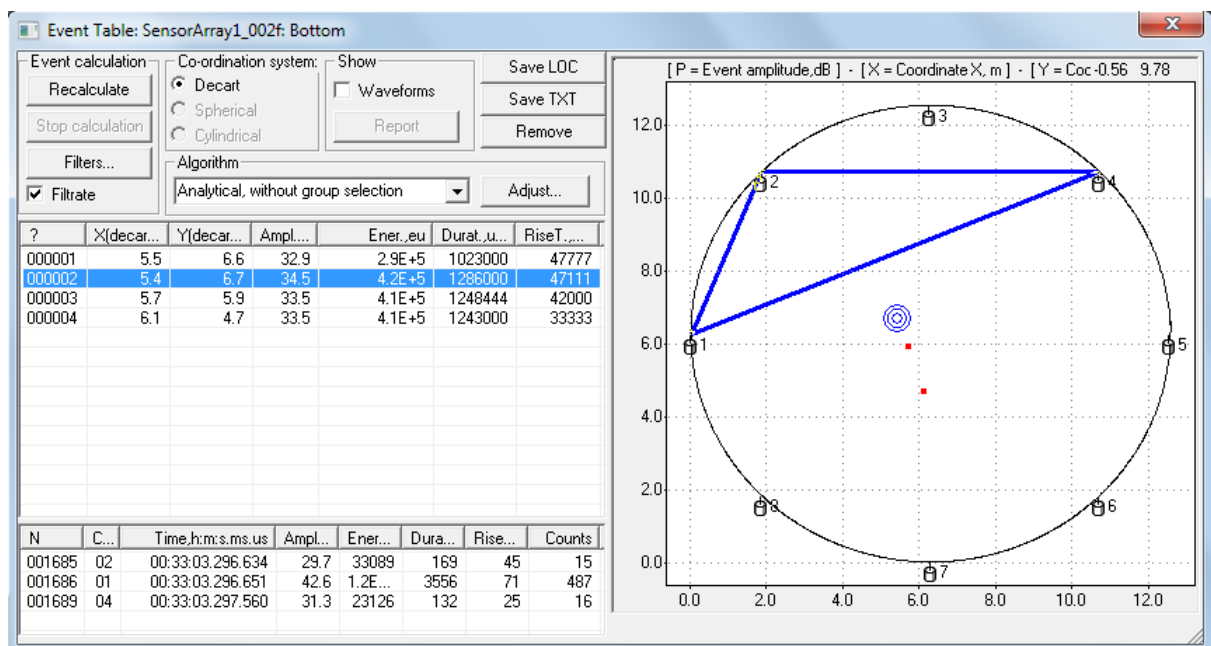 Event Table: SensorArray1_002f: Bottom
Event calculation
Recalculate
Stop calculation
Filters...
Filtrate
Co-ordination system:
Decart
Spherical
Cylindrical
Show
Waveforms
Report
Save LOC
Save TXT
Remove
Algorithm
Analytical, without group selection
Adjust...
? X(decar... Y(decar... Ampl.... Ener.,eu Durat.,u... RiseT.,...
000001 5.5 6.6 32.9 2.9E+5 1023000 47777
000002 5.4 6.7 34.5 4.2E+5 1286000 47111
000003 5.7 5.9 33.5 4.1E+5 1248444 42000
000004 6.1 4.7 33.5 4.1E+5 1243000 33333
N C... Time,h:m:s.ms.us Ampl... Ener... Dura... Rise... Counts
001685 02 00:33:03.296.634 29.7 33089 169 45 15
001686 01 00:33:03.296.651 42.6 1.2E... 3556 71 487
001689 04 00:33:03.297.560 31.3 23126 132 25 16
[ P = Event amplitude,dB ] - [ X = Coordinate X, m ] - [ Y = Coc -0.56 9.78
12.0
10.0
8.0
6.0
4.0
2.0
0.0
3
2
4
1
5
8
6
7
0.0 2.0 4.0 6.0 8.0 10.0 12.0